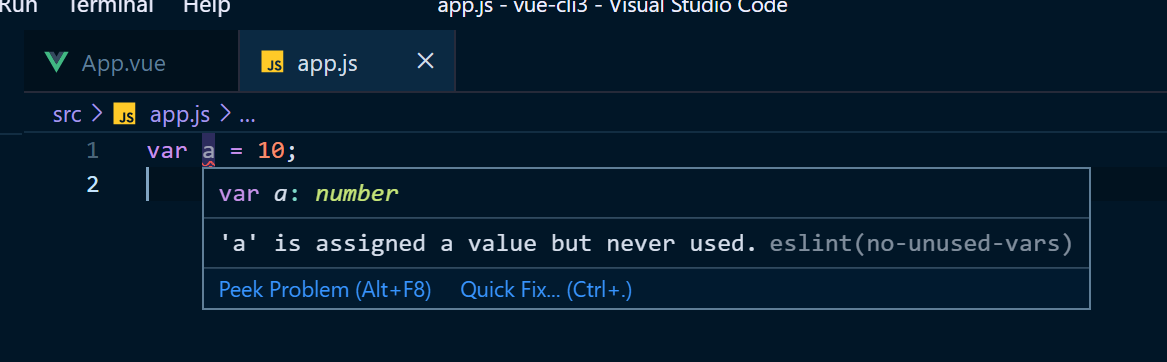 Run Terminal Help app.js - vue-cli3 - Visual Studio Code
App.vue JS app.js ×
src > JS app.js > ...
1 var a = 10;
2
var a: number
'a' is assigned a value but never used. eslint(no-unused-vars)
Peek Problem (Alt+F8) Quick Fix... (Ctrl+.)